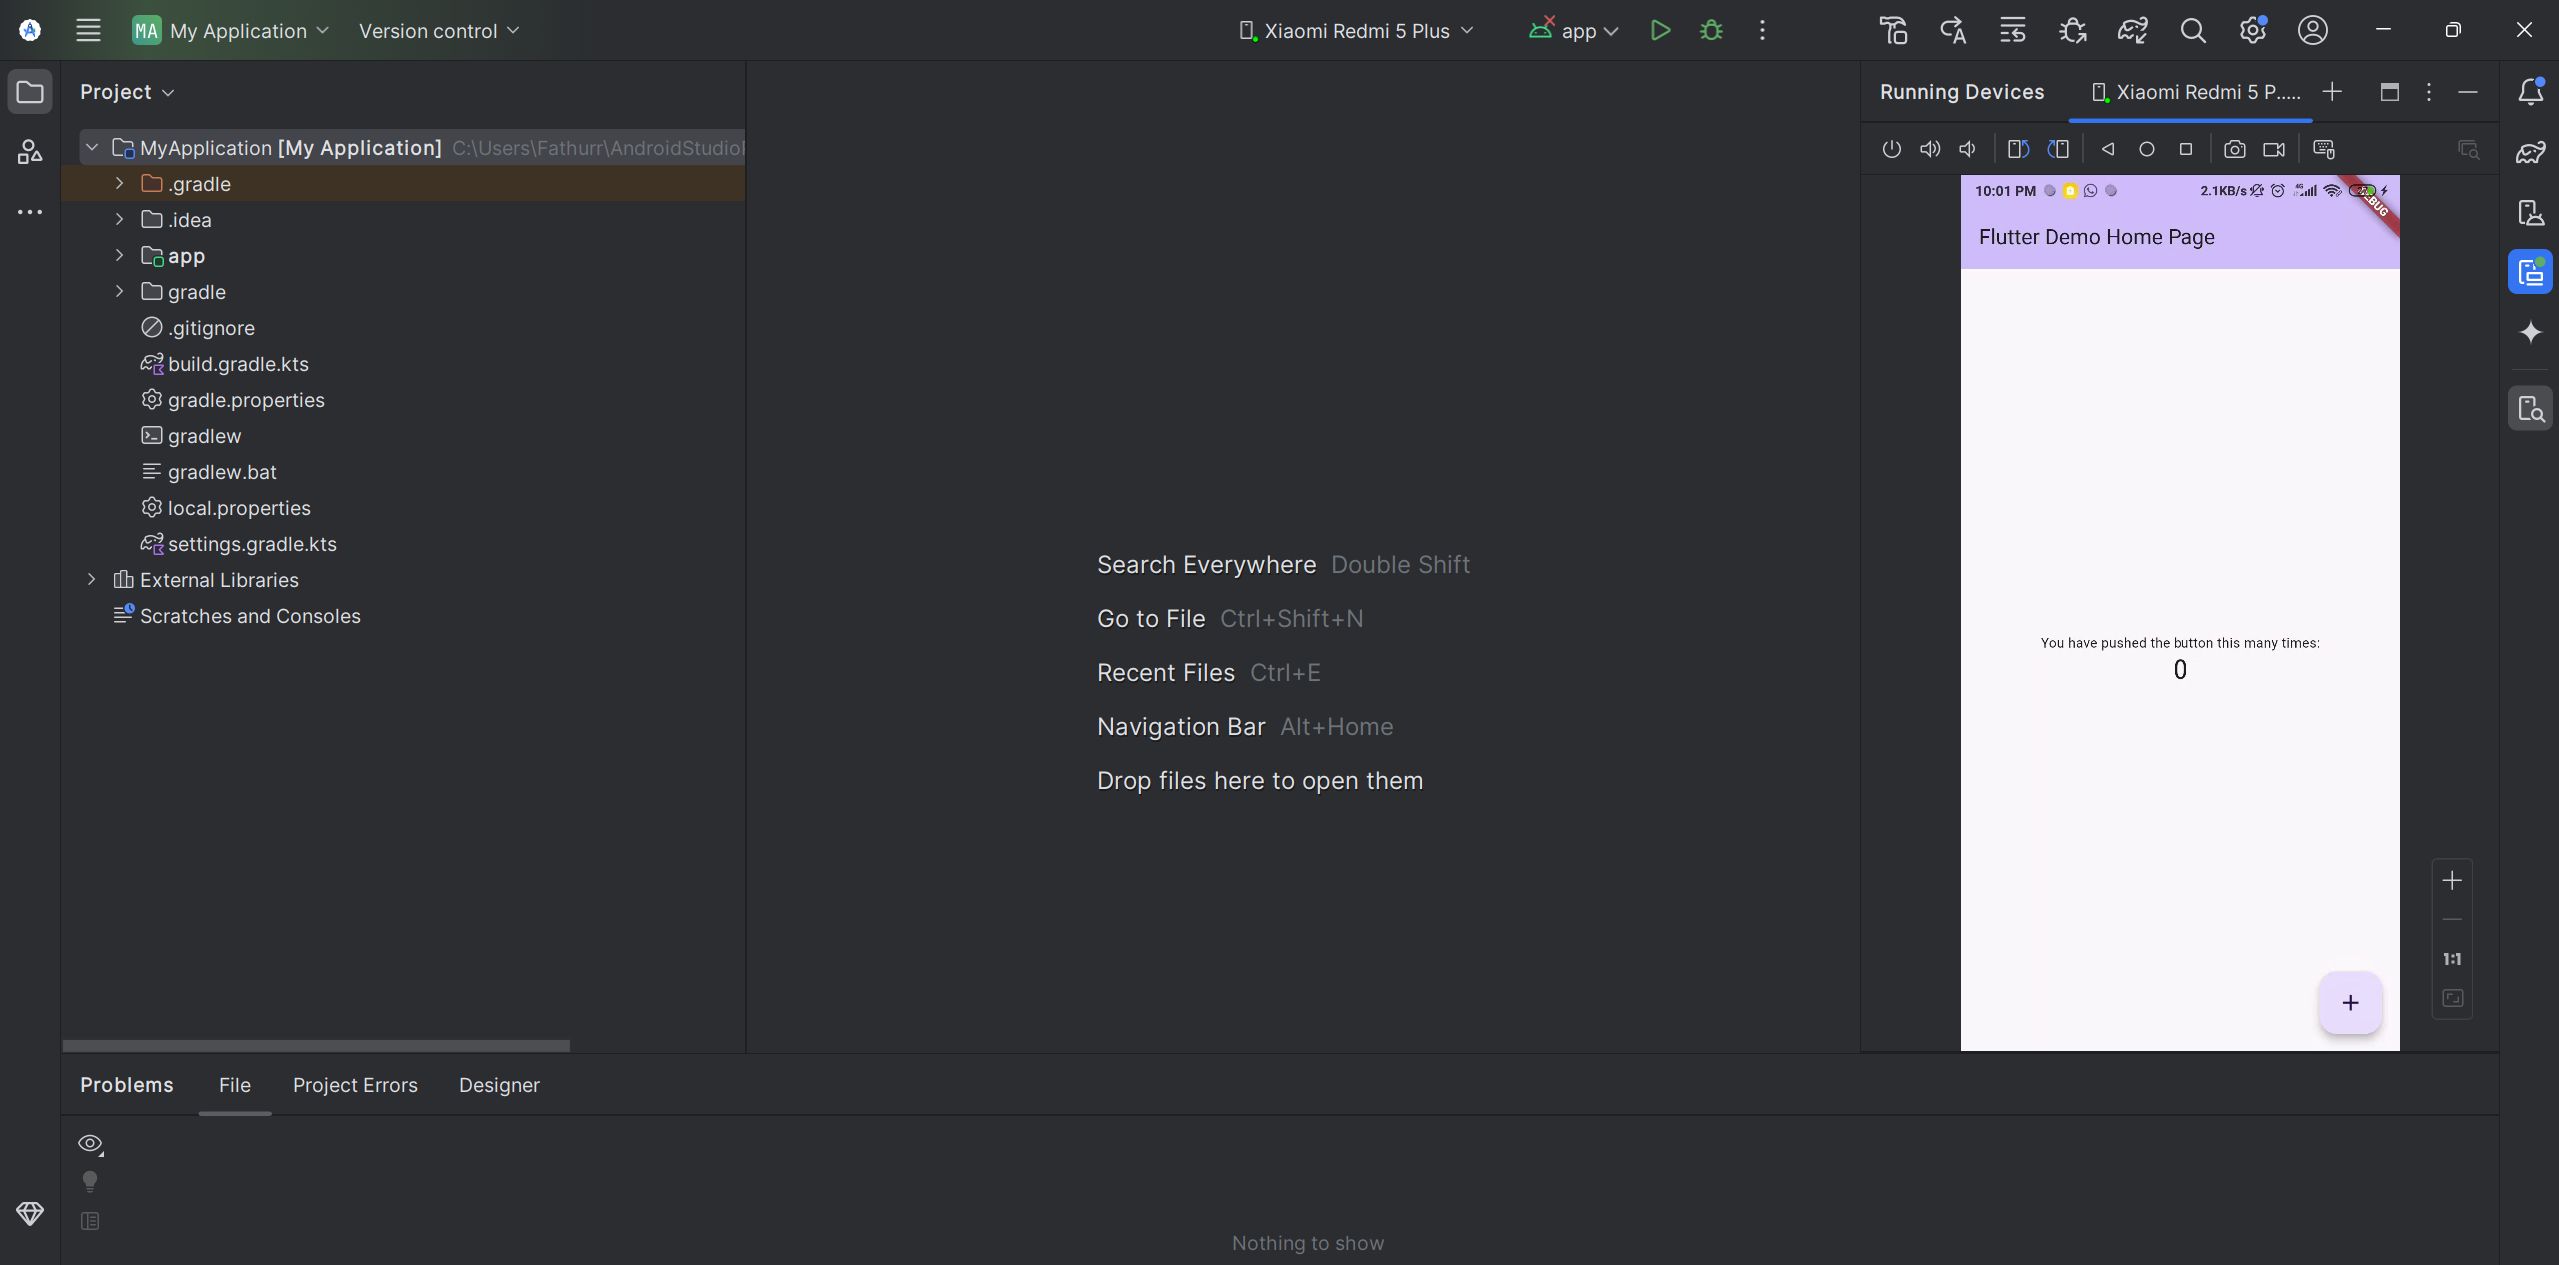 MA My Application Version control Xiaomi Redmi 5 Plus app
Project
MyApplication [My Application] C:\Users\Fathurr\AndroidStudio
.gradle
.idea
app
gradle
.gitignore
build.gradle.kts
gradle.properties
gradlew
gradlew.bat
local.properties
settings.gradle.kts
External Libraries
Scratches and Consoles
Search Everywhere Double Shift
Go to File Ctrl+Shift+N
Recent Files Ctrl+E
Navigation Bar Alt+Home
Drop files here to open them
Running Devices Xiaomi Redmi 5 P.....
10:01 PM 2.1KB/s 4G
Flutter Demo Home Page
You have pushed the button this many times:
0
+
1:1
Problems File Project Errors Designer
Nothing to show